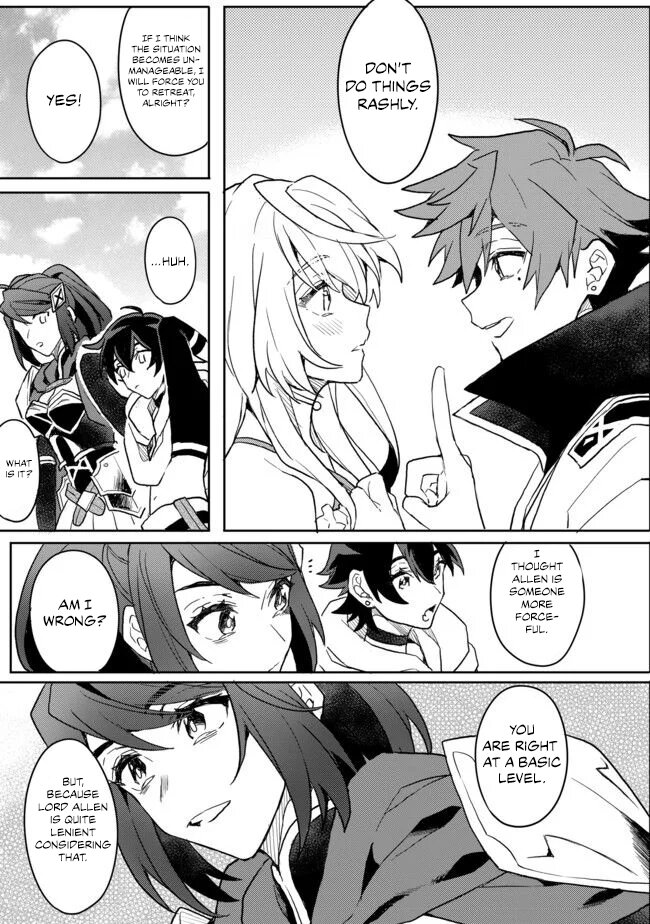 DON'T
DO THINGS
RASHLY.
IF I THINK
THE SITUATION
BECOMES UN-
MANAGEABLE, I
WILL FORCE YOU
TO RETREAT,
ALRIGHT?
YES!
...HUH.
WHAT
IS IT?
I
THOUGHT
ALLEN IS
SOMEONE
MORE
FORCE-
FUL.
AM I
WRONG?
YOU
ARE RIGHT
AT A BASIC
LEVEL.
BUT,
BECAUSE
LORD ALLEN
IS QUITE
LENIENT
CONSIDERING
THAT.